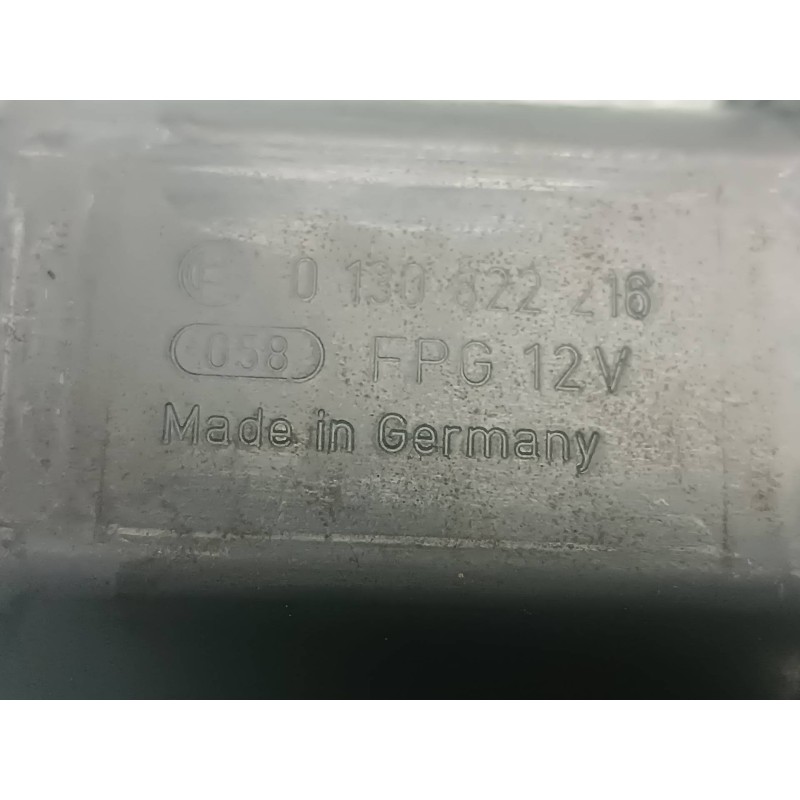 0 130 822 216
058 FPG 12V
Made in Germany